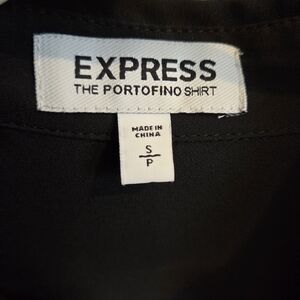 EXPRESS
THE PORTOFINO SHIRT
MADE IN
CHINA
S
P